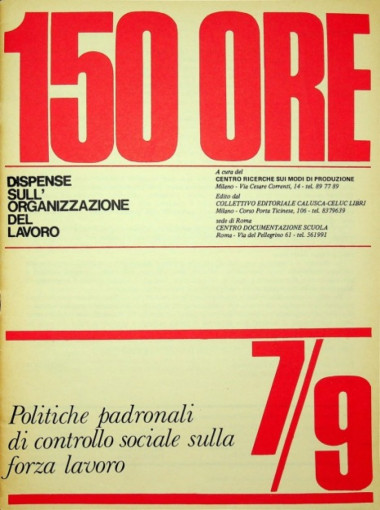 150 ORE
DISPENSE
SULL'
ORGANIZZAZIONE
DEL
LAVORO
A cura del
CENTRO RICERCHE SUI MODI DI PRODUZIONE
Milano - Via Cesare Correnti, 14 - tel. 89 77 89
Edito dal
COLLETTIVO EDITORIALE CALUSCA-CELUC LIBRI
Milano - Corso Porta Ticinese, 106 - tel. 8379639
sede di Roma
CENTRO DOCUMENTAZIONE SCUOLA
Roma - Via del Pellegrino 61 - tel. 561991
7/9
Politiche padronali
di controllo sociale sulla
forza lavoro